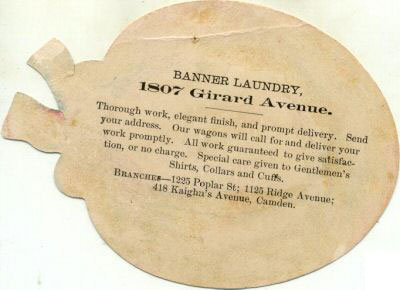 BANNER LAUNDRY,
1807 Girard Avenue.
Thorough work, elegant finish, and prompt delivery. Send
your address. Our wagons will call for and deliver your
work promptly. All work guaranteed to give satisfac-
tion, or no charge. Special care given to Gentlemen's
Shirts, Collars and Cuffs.
BRANCHES—1225 Poplar St; 1125 Ridge Avenue;
418 Kaighn's Avenue, Camden.